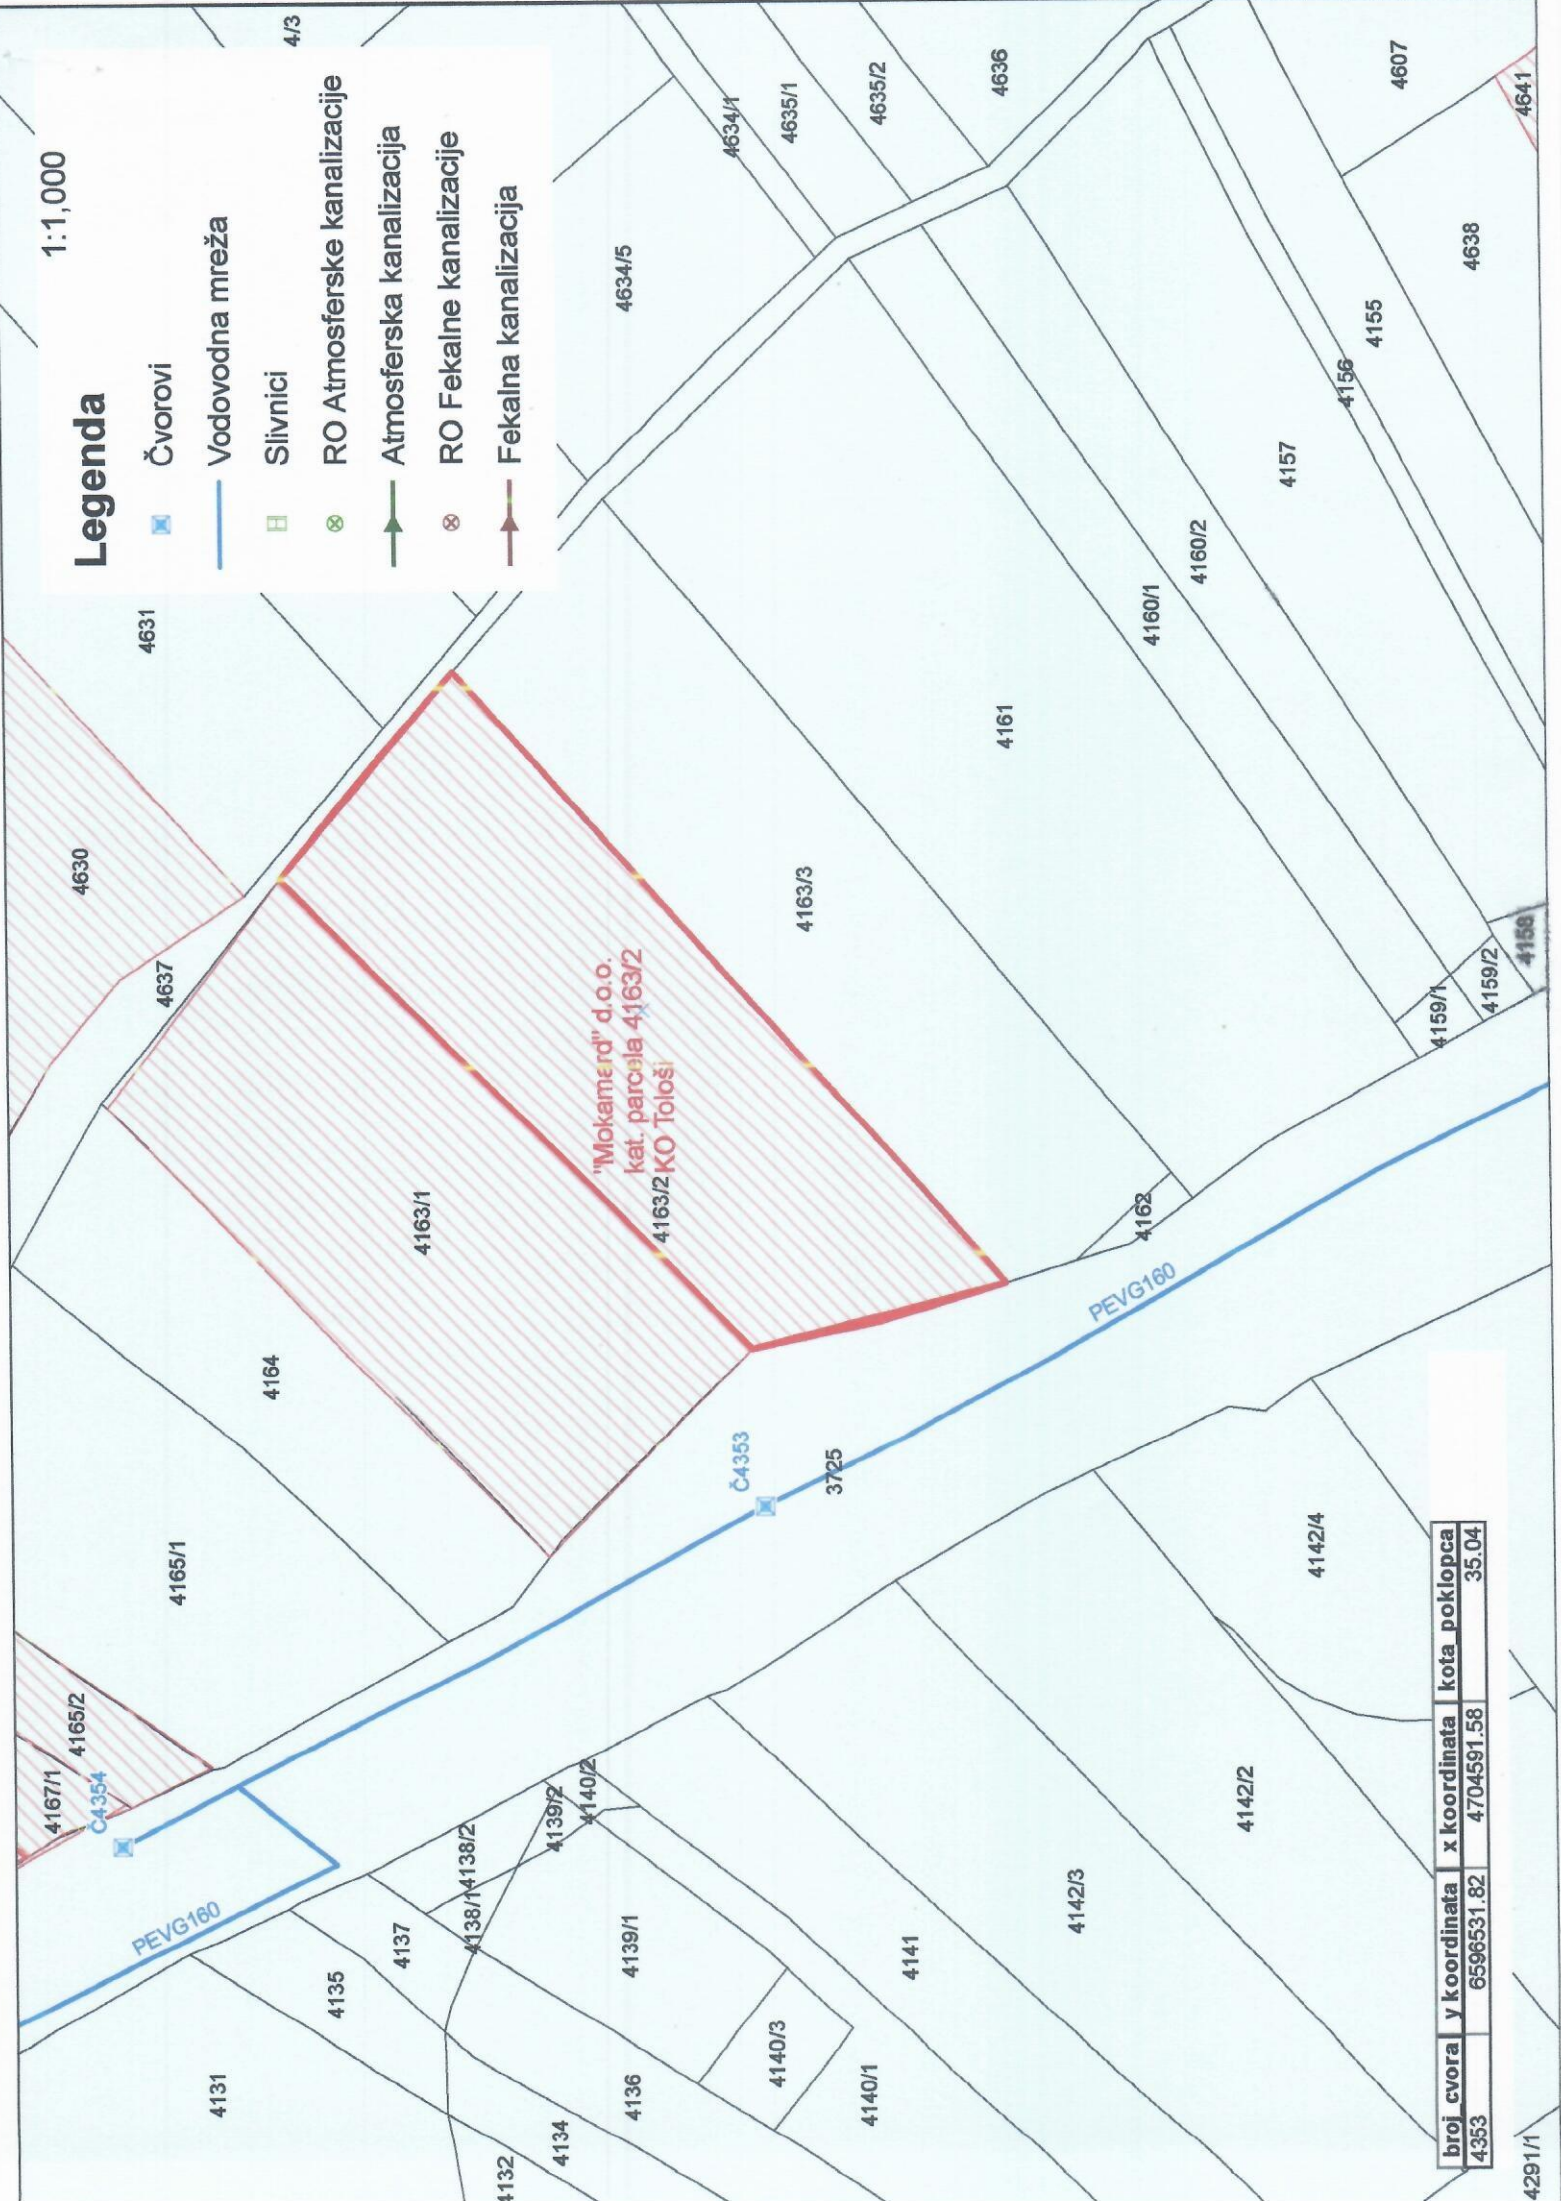 1:1,000
Legenda
Čvorovi
Vodovodna mreža
Slivnici
RO Atmosferske kanalizacije
Atmosferska kanalizacija
RO Fekalne kanalizacije
Fekalna kanalizacija
4/3
4167/1
4165/2
4165/1
4164
4637
4630
4631
Č4354
PEVG160
4131
4135
4137
4138/1
4138/2
4139/2
4140/2
4163/1
"Mokamerd" d.o.o.
kat. parcela 4163/2
4163/2 KO Tološi
4634/5
4634/1
4635/1
4635/2
4636
4132
4134
4136
4139/1
4140/3
4140/1
Č4353
3725
4163/3
4161
4141
4142/3
PEVG160
4162
4160/1
4160/2
4157
4156
4155
4607
4638
4641
4142/2
4142/4
4159/1
4159/2
4158
broj_cvora y koordinata x koordinata kota_poklopca
4353 6596531.82 4704591.58 35.04
4291/1